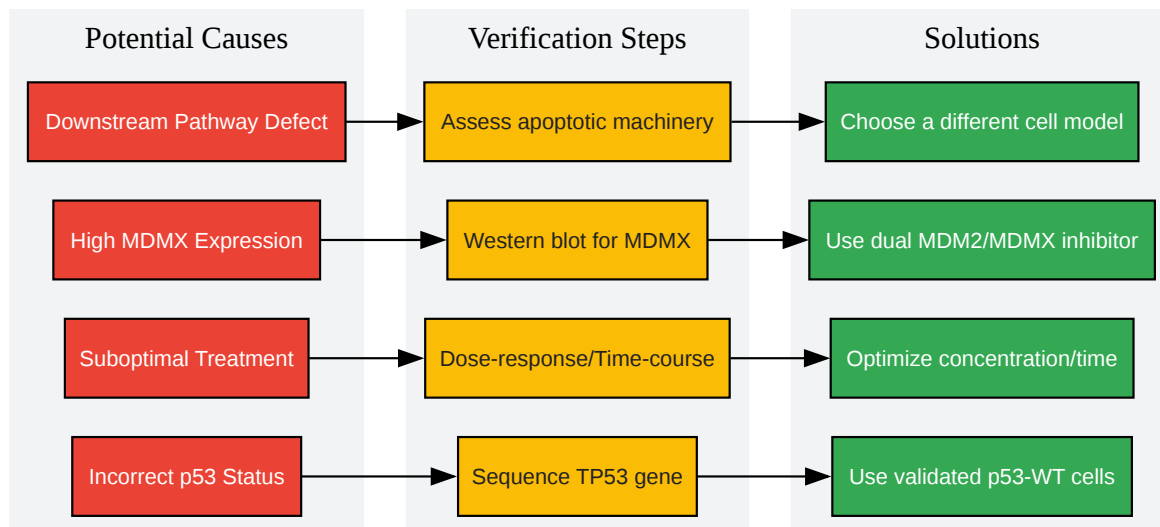 Potential Causes
Verification Steps
Solutions
Downstream Pathway Defect
Assess apoptotic machinery
Choose a different cell model
High MDMX Expression
Western blot for MDMX
Use dual MDM2/MDMX inhibitor
Suboptimal Treatment
Dose-response/Time-course
Optimize concentration/time
Incorrect p53 Status
Sequence TP53 gene
Use validated p53-WT cells